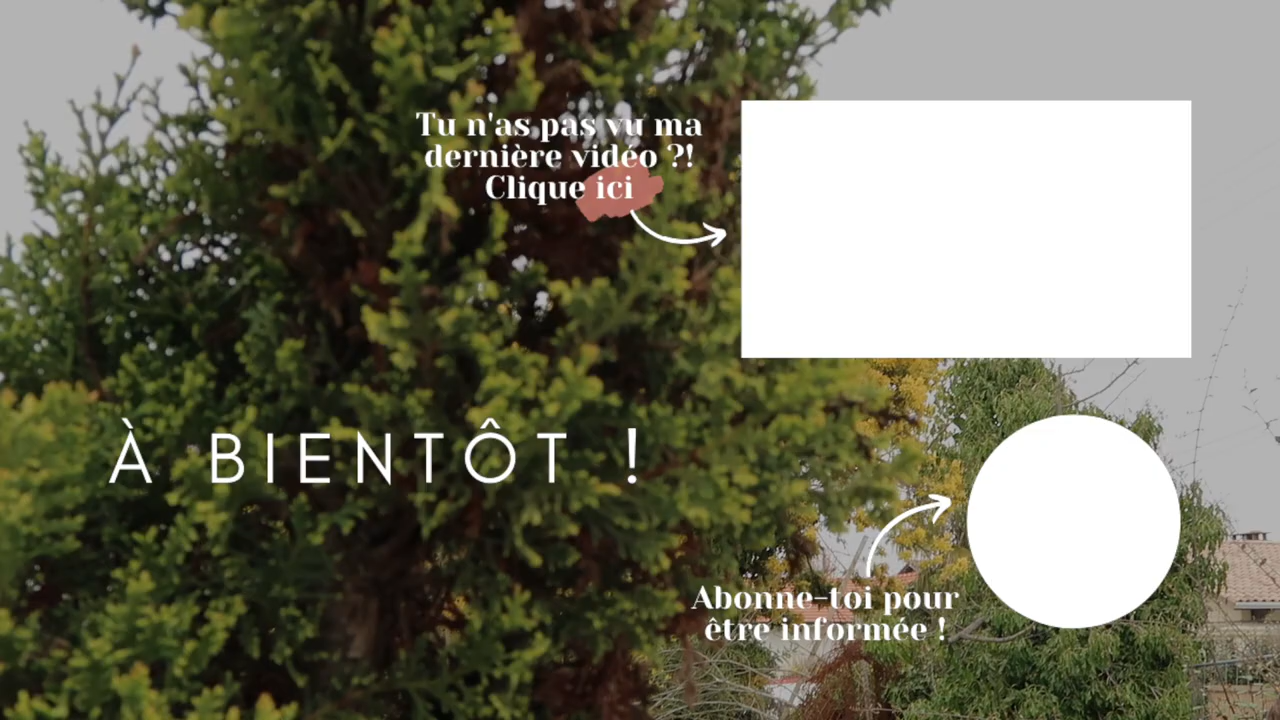 Tu n'as pas vu ma
dernière vidéo ?!
Clique ici
À BIENTÔT !
Abonne-toi pour
être informée !